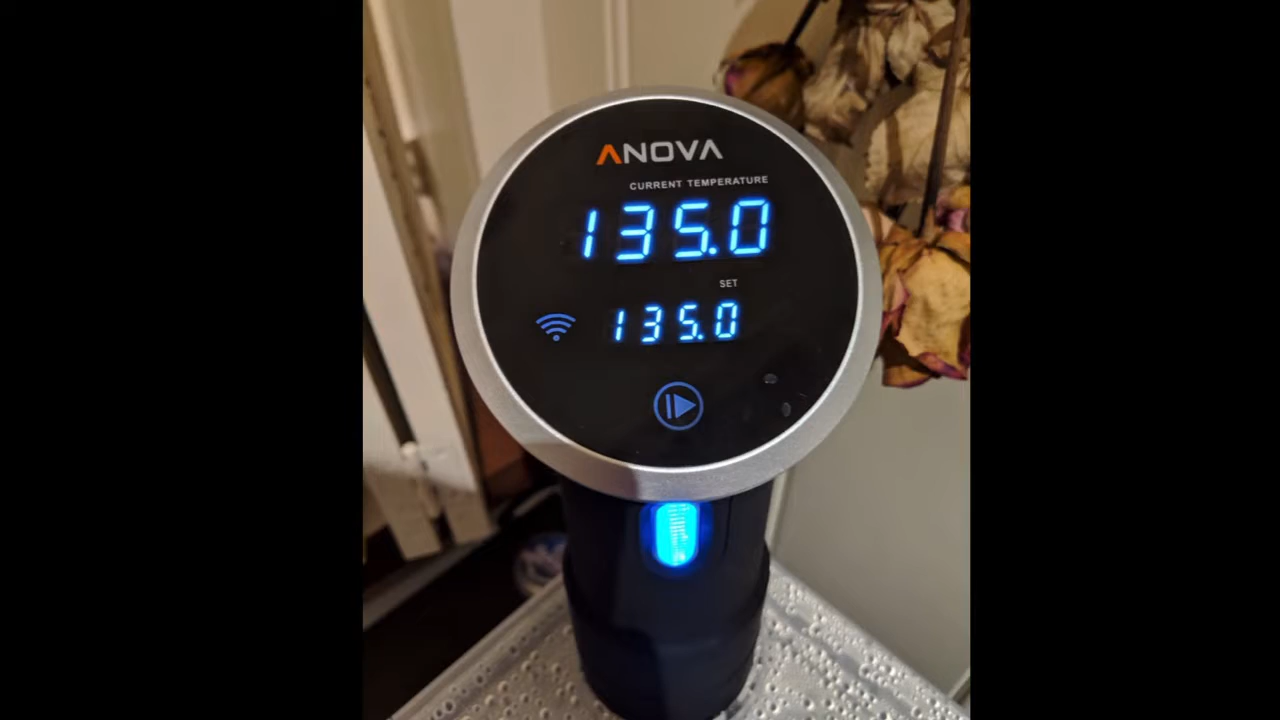 ANOVA
CURRENT TEMPERATURE
135.0
SET
135.0